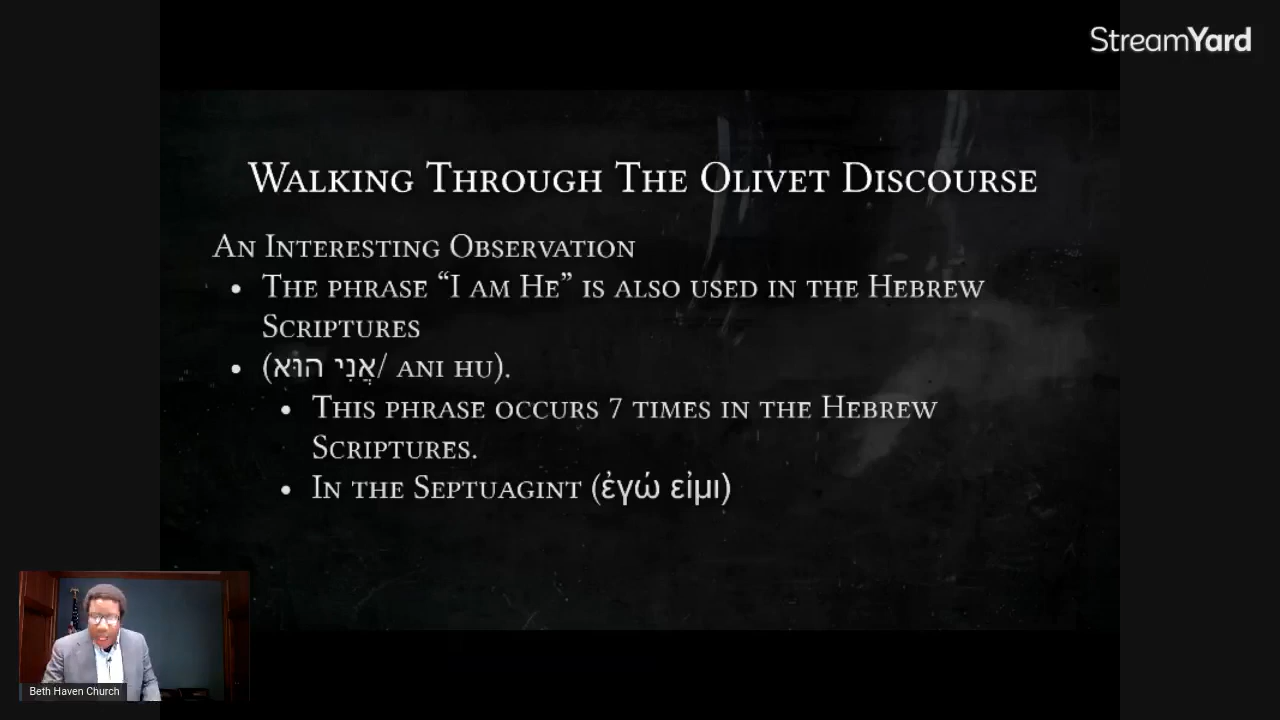 StreamYard
Walking Through The Olivet Discourse
An Interesting Observation
• The phrase “I am He” is also used in the Hebrew
Scriptures
• (אֲנִי הוּא/ ani hu).
• This phrase occurs 7 times in the Hebrew
Scriptures.
• In the Septuagint (ἐγώ εἰμι)
Beth Haven Church